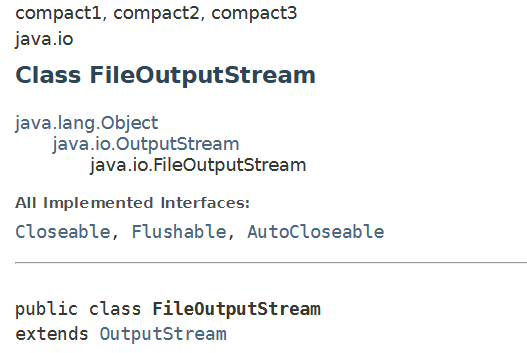 compact1, compact2, compact3
java.io
Class FileOutputStream
java.lang.Object
java.io.OutputStream
java.io.FileOutputStream
All Implemented Interfaces:
Closeable, Flushable, AutoCloseable
public class FileOutputStream
extends OutputStream